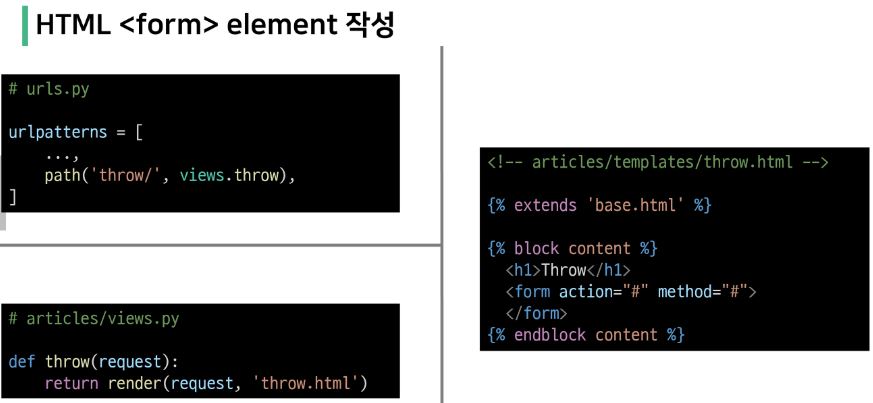 HTML <form> element 작성
# urls.py
urlpatterns = [
    ...,
    path('throw/', views.throw),
]
# articles/views.py
def throw(request):
    return render(request, 'throw.html')
<!-- articles/templates/throw.html -->
{% extends 'base.html' %}
{% block content %}
  <h1>Throw</h1>
  <form action="#" method="#">
  </form>
{% endblock content %}